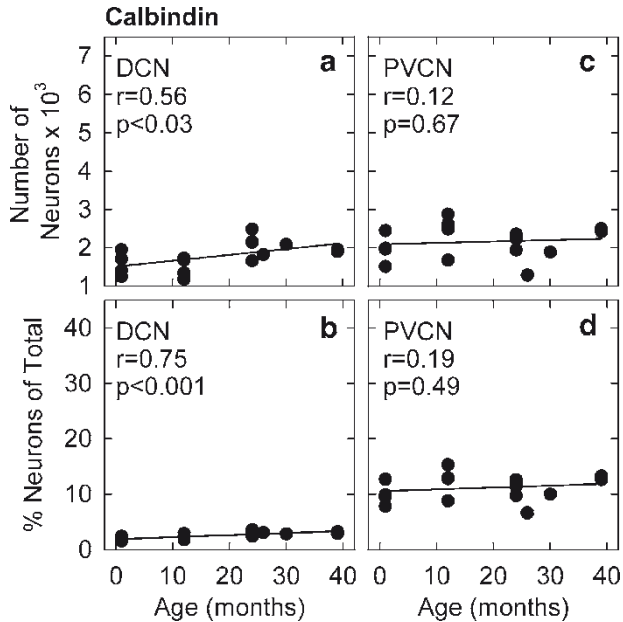 Calbindin
Number of
Neurons x 10³
7
6
5
4
3
2
1
DCN
r=0.56
p<0.03
a
PVCN
r=0.12
p=0.67
c
% Neurons of Total
40
30
20
10
0
DCN
r=0.75
p<0.001
b
PVCN
r=0.19
p=0.49
d
0 10 20 30 40
0 10 20 30 40
Age (months)
Age (months)